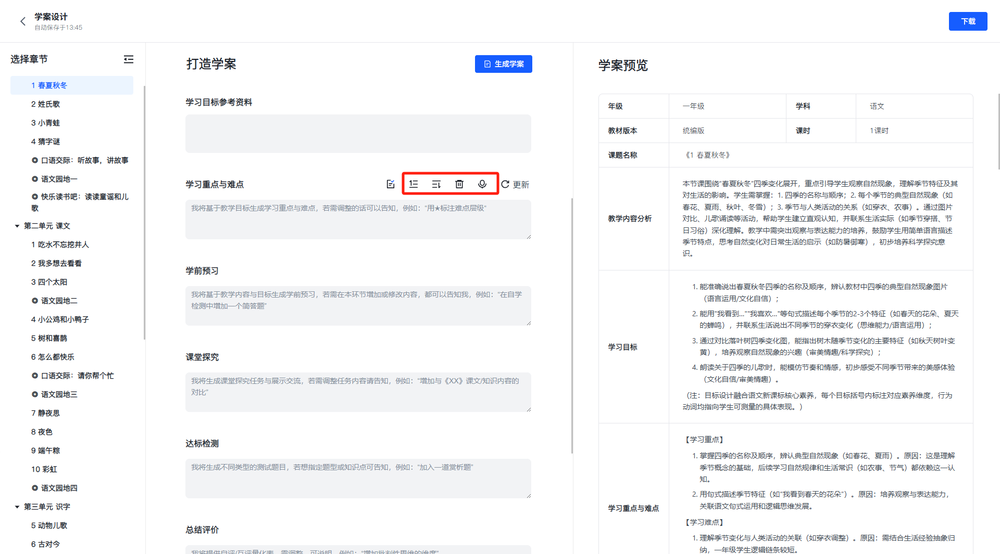 学案设计
自动保存于13:45
下载
选择章节
1 春夏秋冬
2 姓氏歌
3 小青蛙
4 猜字谜
◎ 口语交际：听故事，讲故事
◎ 语文园地一
◎ 快乐读书吧：读读童谣和儿
歌
第二单元 课文
1 吃水不忘挖井人
2 我多想去看看
3 四个太阳
◎ 语文园地二
4 小公鸡和小鸭子
5 树和喜鹊
6 怎么都快乐
◎ 口语交际：请你帮个忙
◎ 语文园地三
7 静夜思
8 夜色
9 端午粽
10 彩虹
◎ 语文园地四
第三单元 识字
5 动物儿歌
6 古对今
打造学案
生成学案
学习目标参考资料
学习重点与难点
更新
我将基于教学目标生成学习重点与难点，若需调整的话可以告知，例如：“用★标注难点层级“
学前预习
我将基于教学内容与目标生成学前预习，若需在本环节增加或修改内容，都可以告知我，例如：“在自学
检测中增加一个简答题”
课堂探究
我将生成课堂探究任务与展示交流，若需调整任务内容请告知，例如：“增加与《XX》课文/知识内容的
对比”
达标检测
我将生成不同类型的测试题目，若想指定题型或知识点可告知，例如：“加入一道赏析题”
总结评价
我将提供自评/互评量化表，需调整，可说明，例如：“增加批判性思维的维度”
学案预览
年级 一年级 学科 语文
教材版本 统编版 课时 1课时
课题名称 《1 春夏秋冬》
教学内容分析
本节课围绕“春夏秋冬”四季变化展开，重点引导学生观察自然现象，理解季节特征及其
对生活的影响。学生需掌握：1. 四季的名称与顺序；2. 每个季节的典型自然现象（如
春花、夏雨、秋叶、冬雪）；3. 季节与人类活动的关系（如穿衣、农事）。通过图片
对比、儿歌诵读等活动，帮助学生建立直观认知，并联系生活实际（如季节穿搭、节
日习俗）深化理解。教学中需突出观察与表达能力的培养，鼓励学生用简单语言描述
季节特点，思考自然变化对日常生活的启示（如防暑御寒），初步培养科学探究意
识。
学习目标
1. 能准确说出春夏秋冬四季的名称及顺序，辨认教材中四季的典型自然现象图片
（语言运用/文化自信）；
2. 能用"我看到..."“我喜欢..."等句式描述每个季节的2-3个特征（如春天的花朵、夏天
的蝉鸣），并联系生活说出不同季节的穿衣变化（思维能力/语言运用）；
3. 通过对比落叶树四季变化图，能指出树木随季节变化的主要特征（如秋天树叶变
黄），培养观察自然现象的兴趣（审美情趣/科学探究）；
4. 朗读关于四季的儿歌时，能模仿节奏和情感，初步感受不同季节带来的美感体验
（文化自信/审美情趣）。
（注：目标设计融合语文新课标核心素养，每个目标括号内标注对应素养维度，行为
动词均指向学生可测量的具体表现。）
学习重点与难点
【学习重点】
1. 掌握四季的名称及顺序，辨认典型自然现象（如春花、夏雨）。原因：这是理解
季节概念的基础，后续学习自然规律和生活常识（如农事、节气）都依赖这一认
知。
2. 用句式描述季节特征（如“我看到春天的花朵”）。原因：培养观察与表达能力，
关联语文句式运用和逻辑思维发展。
【学习难点】
1. 理解季节变化与人类活动的关联（如穿衣调整）。原因：需结合生活经验抽象归
纳，一年级学生逻辑链条较短。